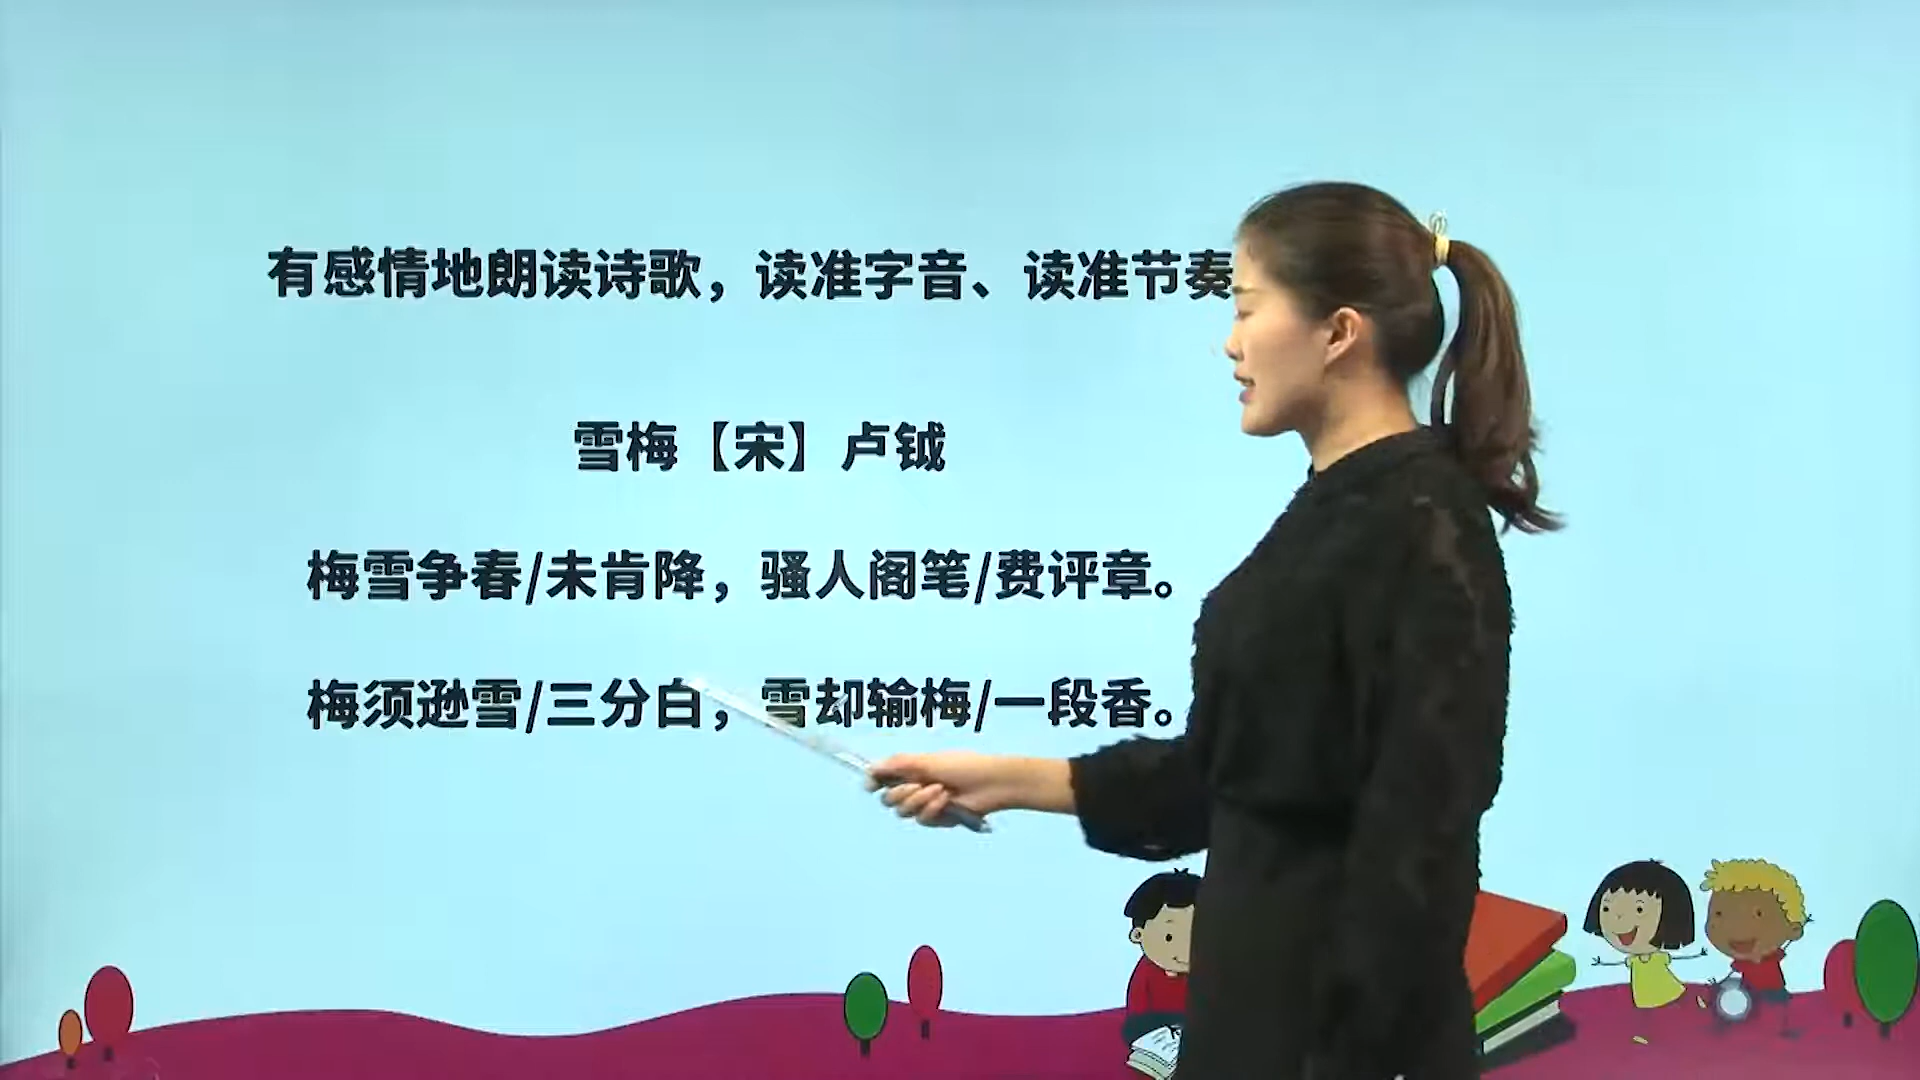 有感情地朗读诗歌，读准字音、读准节奏
雪梅【宋】卢钺
梅雪争春/未肯降，骚人阁笔/费评章。
梅须逊雪/三分白，雪却输梅/一段香。